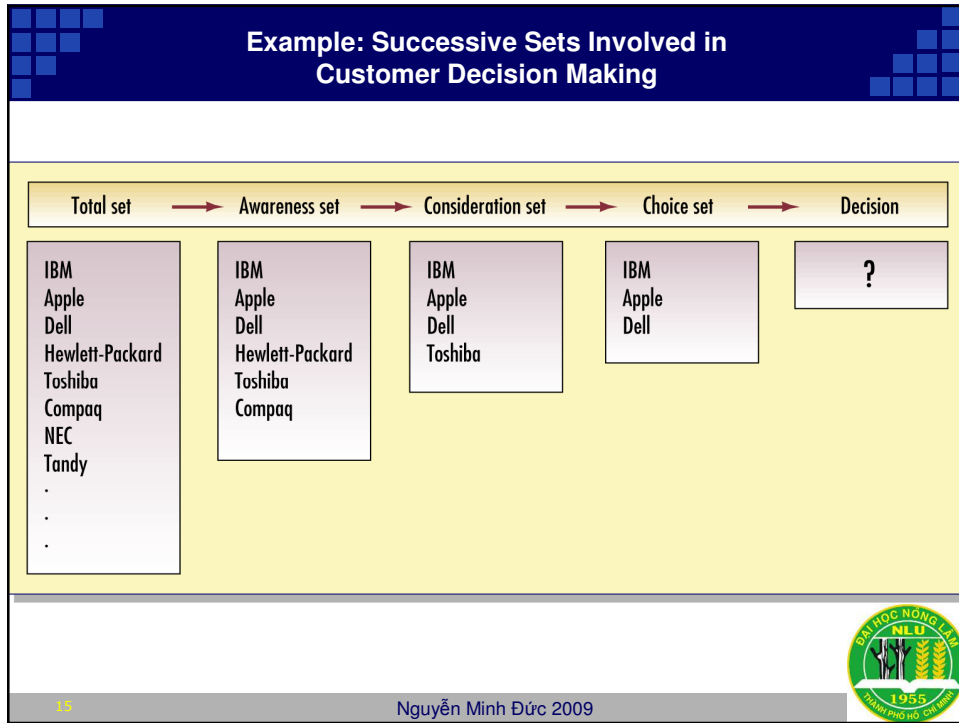 Example: Successive Sets Involved in
Customer Decision Making
Total set
Awareness set
Consideration set
Choice set
Decision
IBM
Apple
Dell
Hewlett-Packard
Toshiba
Compaq
NEC
Tandy
.
.
.
IBM
Apple
Dell
Hewlett-Packard
Toshiba
Compaq
IBM
Apple
Dell
Toshiba
IBM
Apple
Dell
?
ĐẠI HỌC NÔNG LÂM
NLU
1955
THÀNH PHỐ HỒ CHÍ MINH
15
Nguyễn Minh Đức 2009